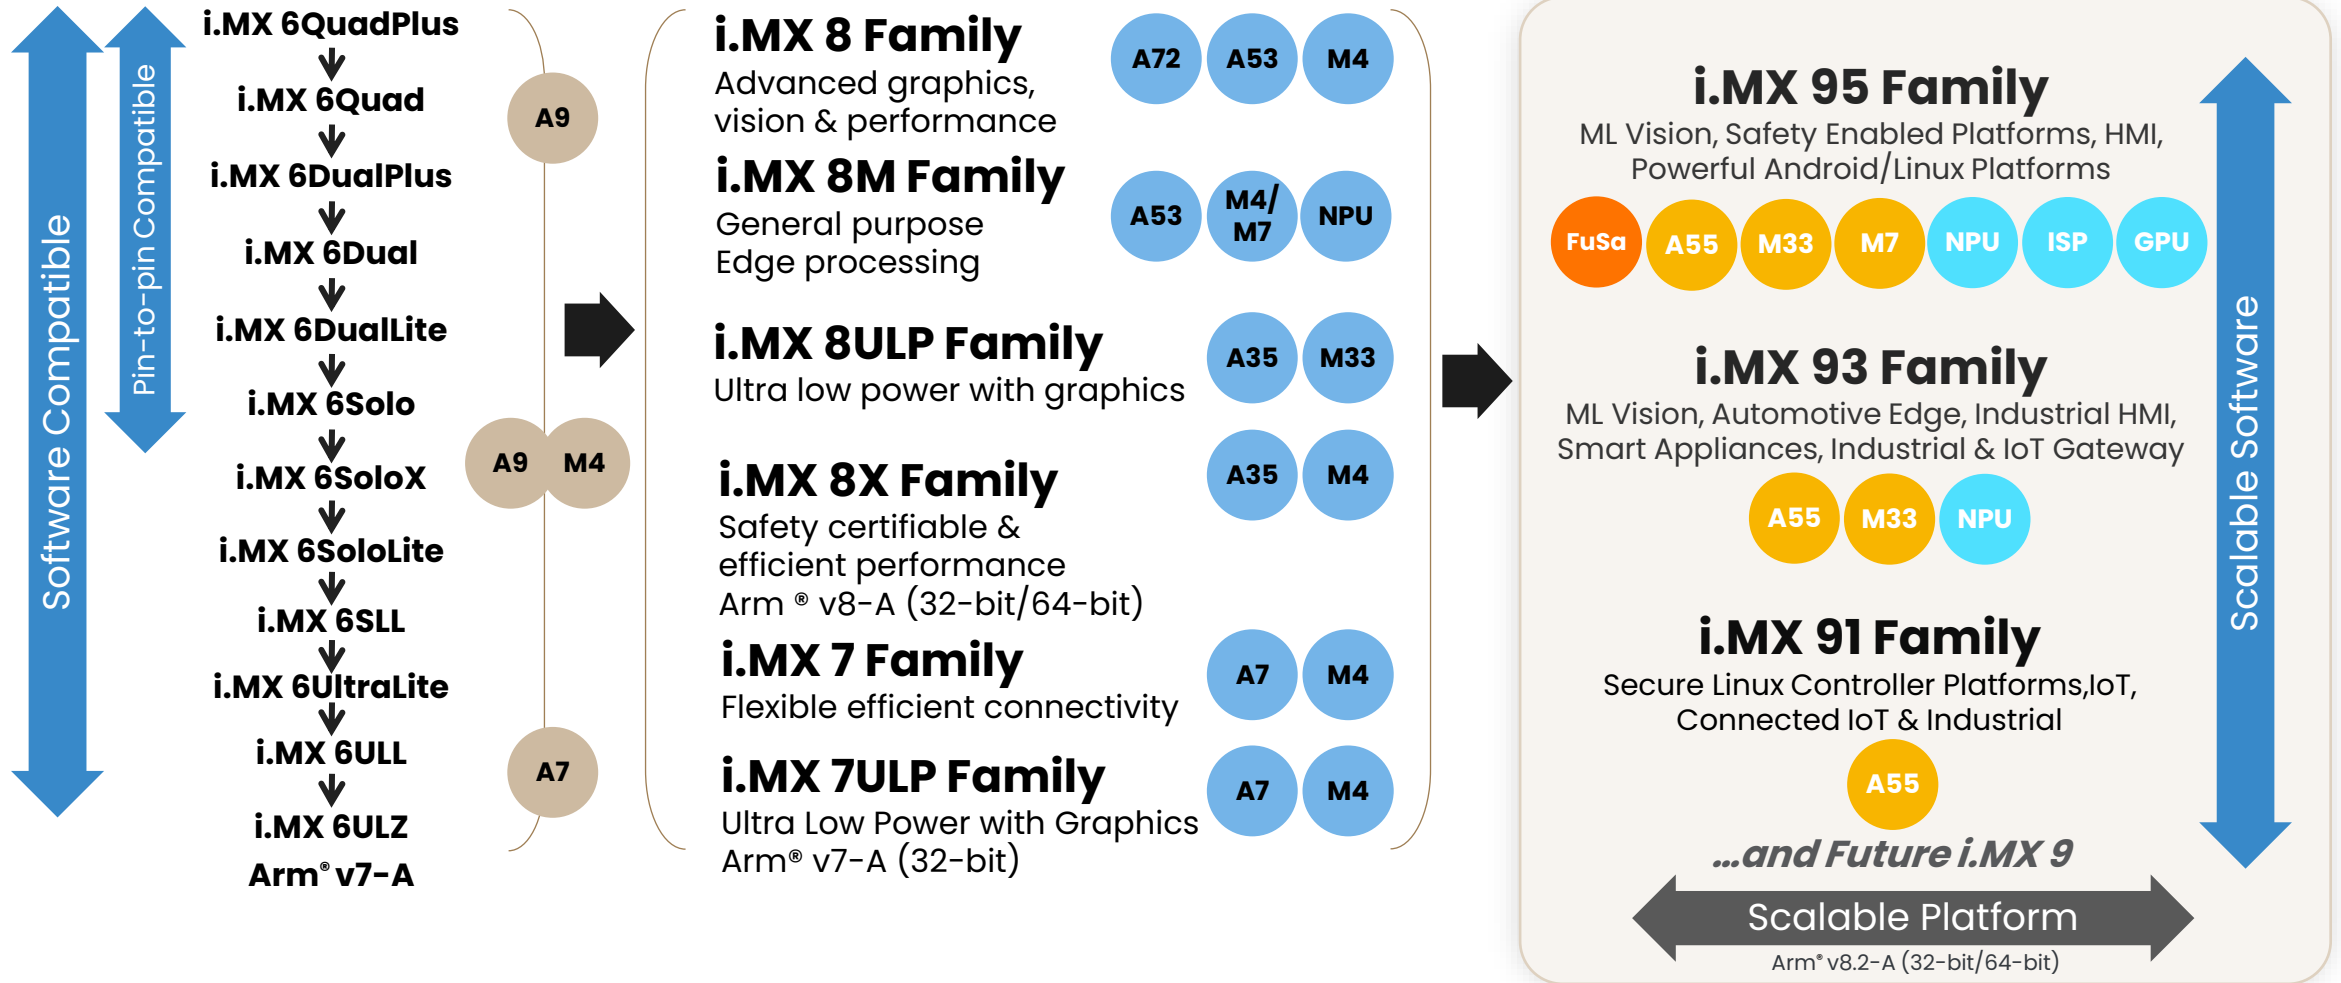 Software Compatible
Pin-to-pin Compatible
i.MX 6QuadPlus
i.MX 6Quad
i.MX 6DualPlus
i.MX 6Dual
i.MX 6DualLite
i.MX 6Solo
i.MX 6SoloX
i.MX 6SoloLite
i.MX 6SLL
i.MX 6UltraLite
i.MX 6ULL
i.MX 6ULZ
Arm® v7-A
A9
A9 M4
A7
i.MX 8 Family
Advanced graphics,
vision & performance
A72 A53 M4
i.MX 8M Family
General purpose
Edge processing
A53 M4/ NPU
M7
i.MX 8ULP Family
Ultra low power with graphics
A35 M33
i.MX 8X Family
Safety certifiable &
efficient performance
Arm ® v8-A (32-bit/64-bit)
A35 M4
i.MX 7 Family
Flexible efficient connectivity
A7 M4
i.MX 7ULP Family
Ultra Low Power with Graphics
Arm® v7-A (32-bit)
A7 M4
i.MX 95 Family
ML Vision, Safety Enabled Platforms, HMI,
Powerful Android/Linux Platforms
FuSa A55 M33 M7 NPU ISP GPU
i.MX 93 Family
ML Vision, Automotive Edge, Industrial HMI,
Smart Appliances, Industrial & IoT Gateway
A55 M33 NPU
i.MX 91 Family
Secure Linux Controller Platforms,IoT,
Connected IoT & Industrial
A55
...and Future i.MX 9
Scalable Platform
Arm® v8.2-A (32-bit/64-bit)
Scalable Software